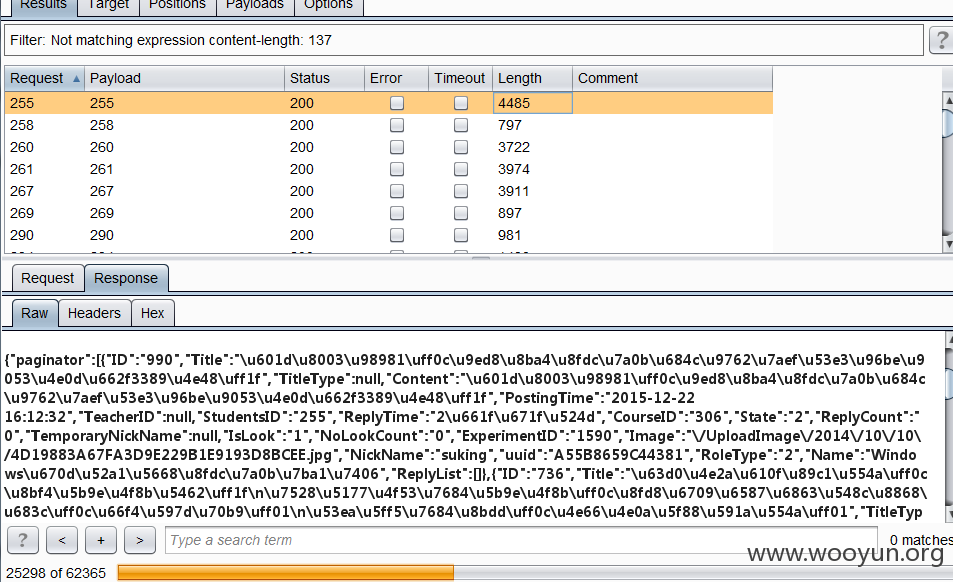 Results Target Positions Payloads Options
Filter: Not matching expression content-length: 137 ?
Request Payload Status Error Timeout Length Comment
255 255 200 4485
258 258 200 797
260 260 200 3722
261 261 200 3974
267 267 200 3911
269 269 200 897
290 290 200 981
Request Response
Raw Headers Hex
{"paginator":[{"ID":"990","Title":"\u601d\u8003\u98981\uff0c\u9ed8\u8ba4\u8fdc\u7a0b\u684c\u9762\u7aef\u53e3\u96be\u9
053\u4e0d\u662f3389\u4e48\uff1f","TitleType":null,"Content":"\u601d\u8003\u98981\uff0c\u9ed8\u8ba4\u8fdc\u7a0b\u684c
\u9762\u7aef\u53e3\u96be\u9053\u4e0d\u662f3389\u4e48\uff1f","PostingTime":"2015-12-22
16:12:32","TeacherID":null,"StudentsID":"255","ReplyTime":"2\u661f\u671f\u524d","CourseID":"306","State":"2","ReplyCount":"
0","TemporaryNickName":null,"IsLook":"1","NoLookCount":"0","ExperimentID":"1590","Image":"\/UploadImage\/2014\/10\/10\
/4D19883A67FA3D9E229B1E9193D8BCEE.jpg","NickName":"suking","uuid":"A55B8659C44381","RoleType":"2","Name":"Windo
ws\u670d\u52a1\u5668\u8fdc\u7a0b\u7ba1\u7406","ReplyList":[]},{"ID":"736","Title":"\u63d0\u4e2a\u610f\u89c1\u554a\uff0c
\u8bf4\u5b9e\u4f8b\u5462\uff1f\n\u7528\u5177\u4f53\u7684\u5b9e\u4f8b\uff0c\u8fd8\u6709\u6587\u6863\u548c\u8868\
u683c\uff0c\u66f4\u597d\u70b9\uff01\n\u53ea\u5ff5\u7684\u8bdd\uff0c\u4e66\u4e0a\u5f88\u591a\u554a\uff01","TitleTyp
? < + > Type a search term 0 matches
www.wooyun.org
25298 of 62365